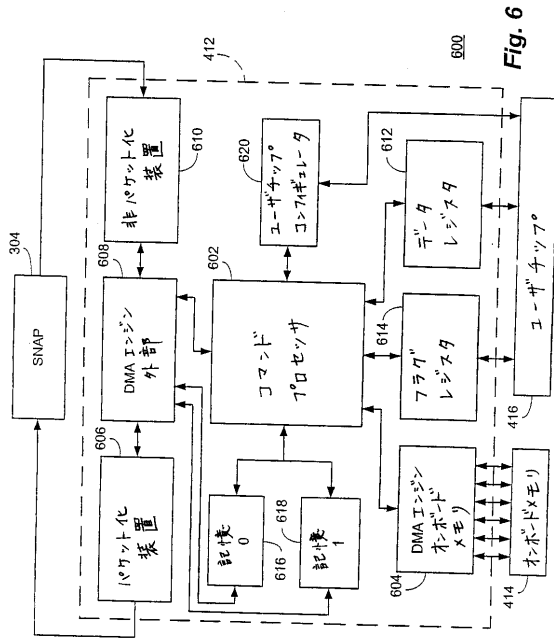 304
SNAP
412
606
パケット化
装置
608
DMAエンジン
外部
非パケット化
装置
610
602
コマンド
プロセッサ
620
ユーザチップ
コンフィギュレータ
記憶
0
616
618
記憶
1
604
DMAエンジン
オンボード
メモリ
614
フラグ
レジスタ
612
データ
レジスタ
600
414
オンボードメモリ
416
ユーザチップ
Fig. 6